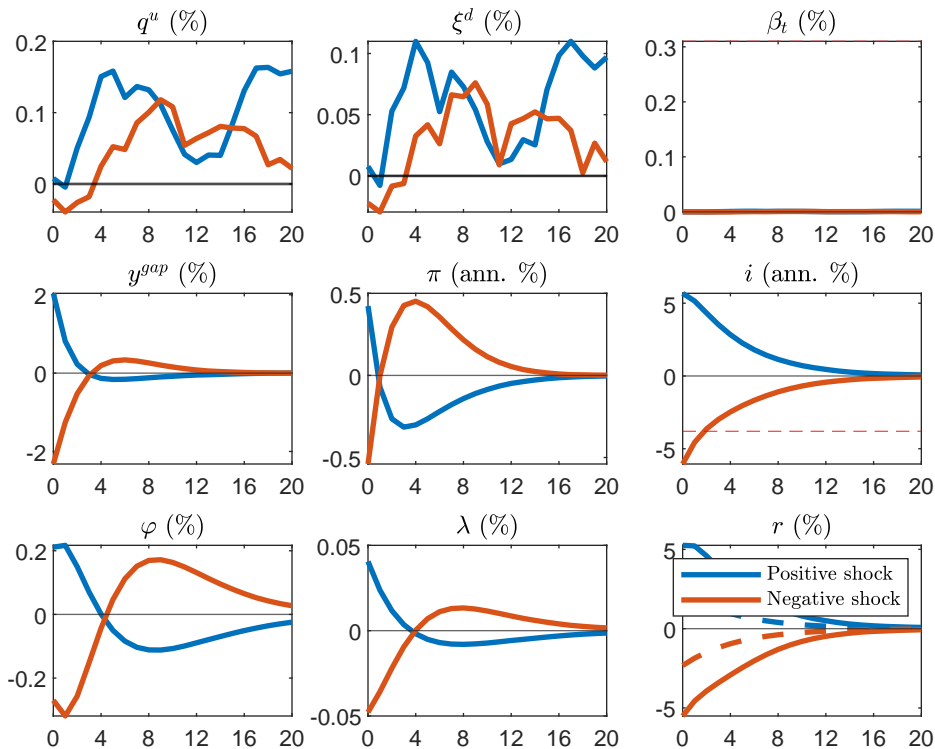 q^u (%)
ξ^d (%)
β_t (%)
0.2
0.1
0
0 4 8 12 16 20
0.1
0.05
0
0 4 8 12 16 20
0.3
0.2
0.1
0
0 4 8 12 16 20
y^{gap} (%)
π (ann. %)
i (ann. %)
2
0
-2
0 4 8 12 16 20
0.5
0
-0.5
0 4 8 12 16 20
5
0
-5
0 4 8 12 16 20
φ (%)
λ (%)
r (%)
0.2
0
-0.2
0 4 8 12 16 20
0.05
0
-0.05
0 4 8 12 16 20
5
0
-5
0 4 8 12 16 20
Positive shock
Negative shock